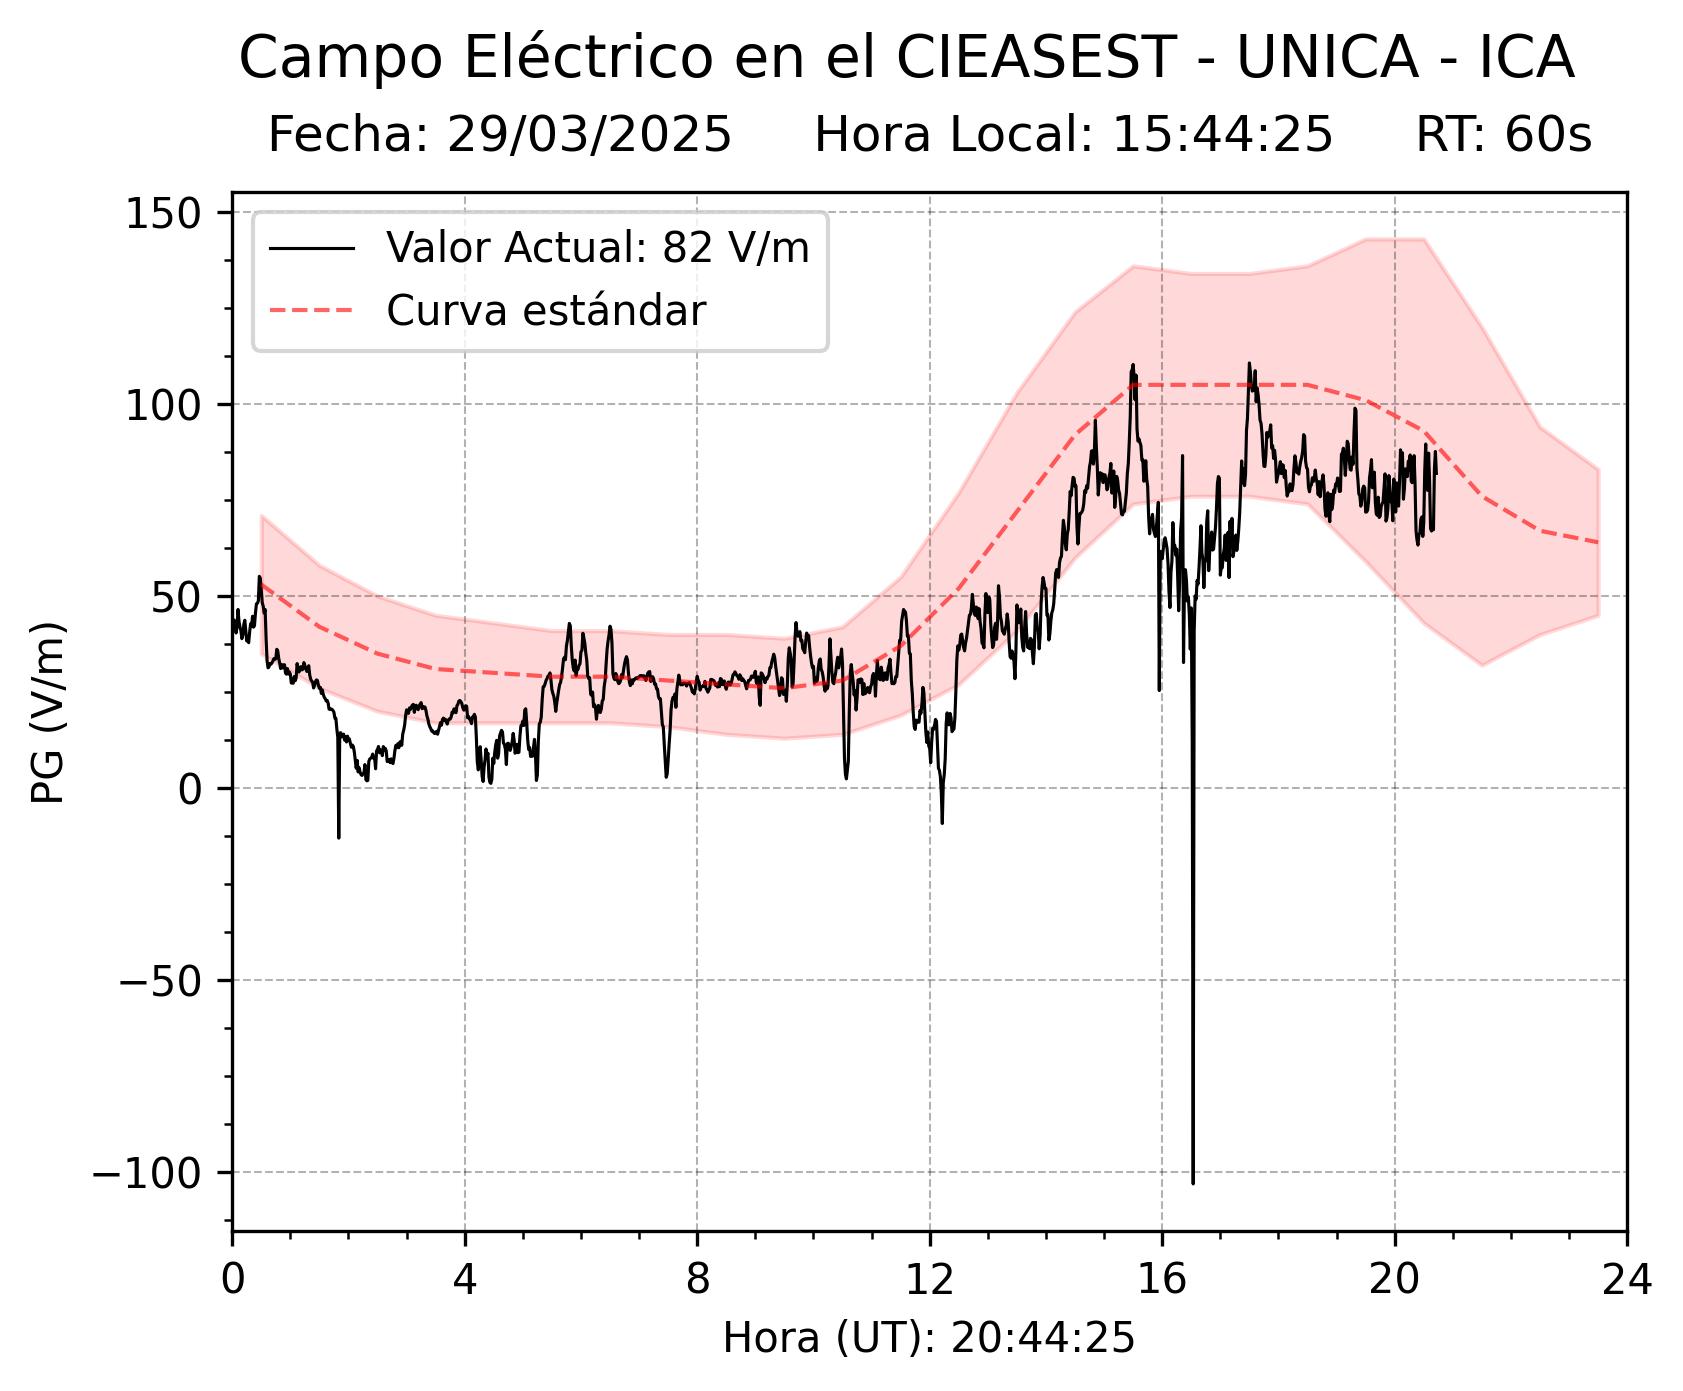 Campo Eléctrico en el CIEASEST - UNICA - ICA
Fecha: 29/03/2025 Hora Local: 15:44:25 RT: 60s
Valor Actual: 82 V/m
Curva estándar
150
100
50
0
−50
−100
PG (V/m)
0 4 8 12 16 20 24
Hora (UT): 20:44:25